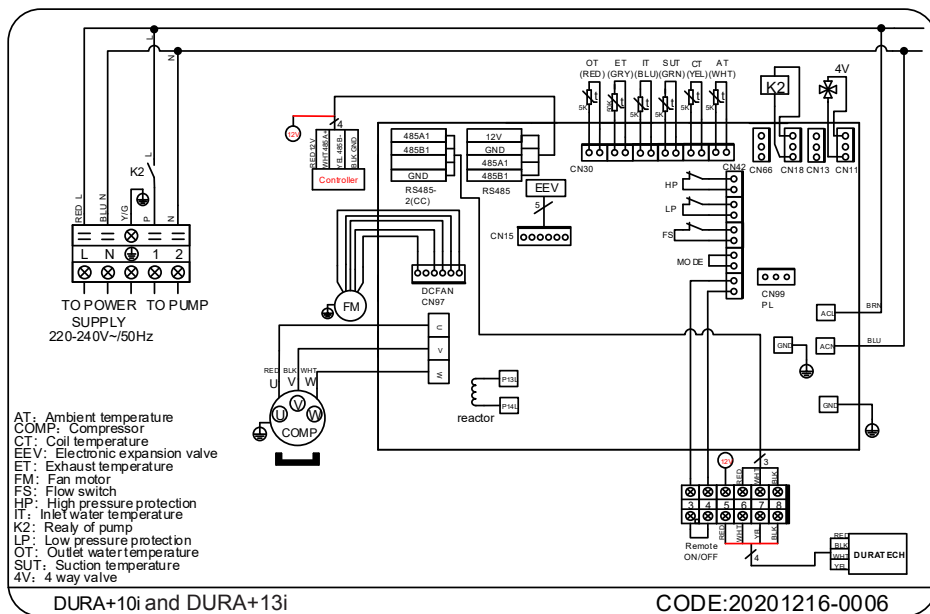 L
N
K2
L
RED L
BLU N
Y/G
P
N
L N 1 2
TO POWER TO PUMP
SUPPLY
220-240V~/50Hz
12V
4
RED12V
WHT485A+
YEL 485B-
BLK GND
Controller
485A1
485B1
GND
RS485-
2(CC)
12V
GND
485A1
485B1
RS485
EEV
5
CN15
OT ET IT SUT CT AT
(RED) (GRY) (BLU) (GRN) (YEL) (WHT)
5K 5K 5K 5K 5K 5K
CN30
K2
4V
CN66 CN18 CN13 CN11
CN42
HP
LP
FS
MODE
CN99
PL
DCFAN
CN97
FM
U
V
W
RED BLK WHT
U V W
U V W
COMP
P13L
P14L
reactor
ACL
BRN
ACN
BLU
GND
GND
12V
RED
WHT
BLK
3
3 4 5 6 7 8
Remote
ON/OFF
RED
WHT
YEL
BLK
4
RED
BLK
WHT
YEL
DURATECH
AT: Ambient temperature
COMP: Compressor
CT: Coil temperature
EEV: Electronic expansion valve
ET: Exhaust temperature
FM: Fan motor
FS: Flow switch
HP: High pressure protection
IT: Inlet water temperature
K2: Realy of pump
LP: Low pressure protection
OT: Outlet water temperature
SUT: Suction temperature
4V: 4 way valve
DURA+10i and DURA+13i
CODE:20201216-0006